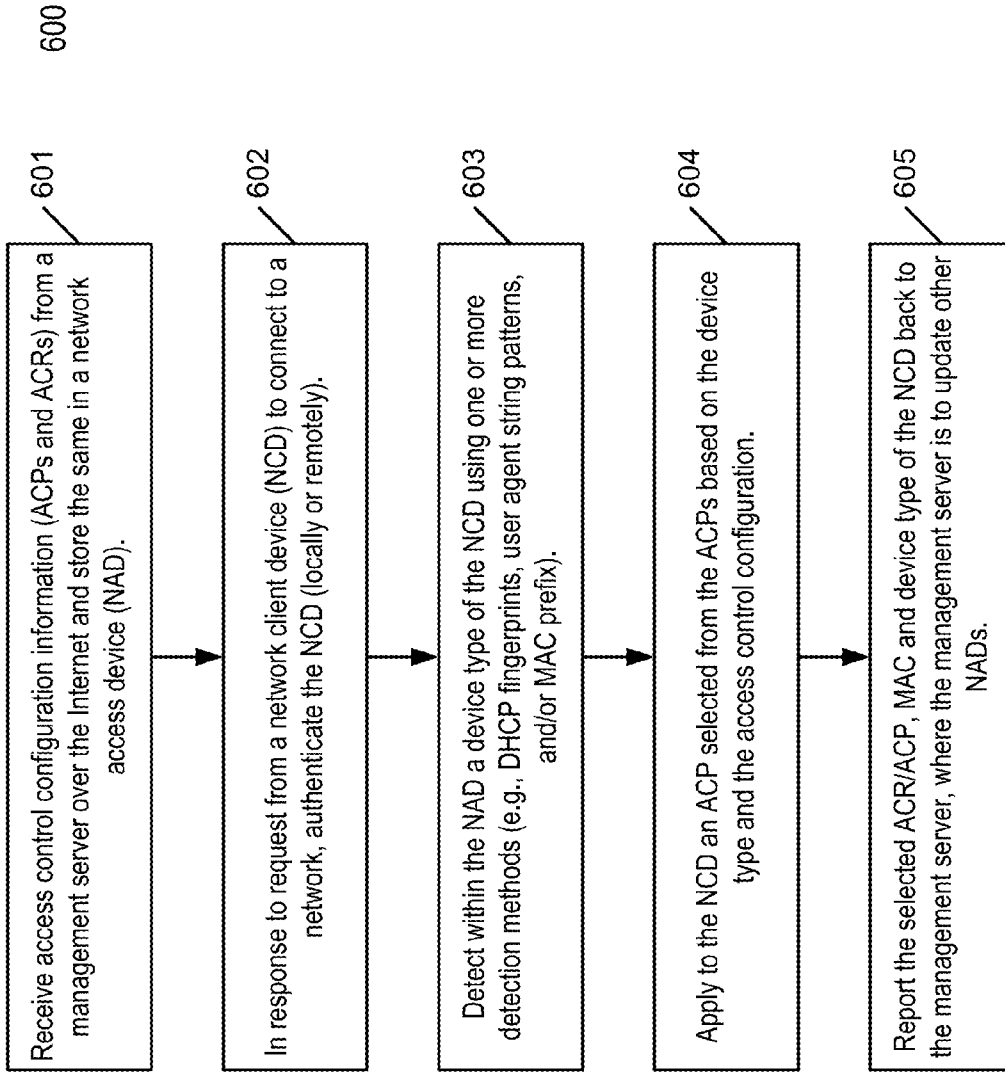 600
601
Receive access control configuration information (ACPs and ACRs) from a
management server over the Internet and store the same in a network
access device (NAD).
602
In response to request from a network client device (NCD) to connect to a
network, authenticate the NCD (locally or remotely).
603
Detect within the NAD a device type of the NCD using one or more
detection methods (e.g., DHCP fingerprints, user agent string patterns,
and/or MAC prefix).
604
Apply to the NCD an ACP selected from the ACPs based on the device
type and the access control configuration.
605
Report the selected ACR/ACP, MAC and device type of the NCD back to
the management server, where the management server is to update other
NADs.